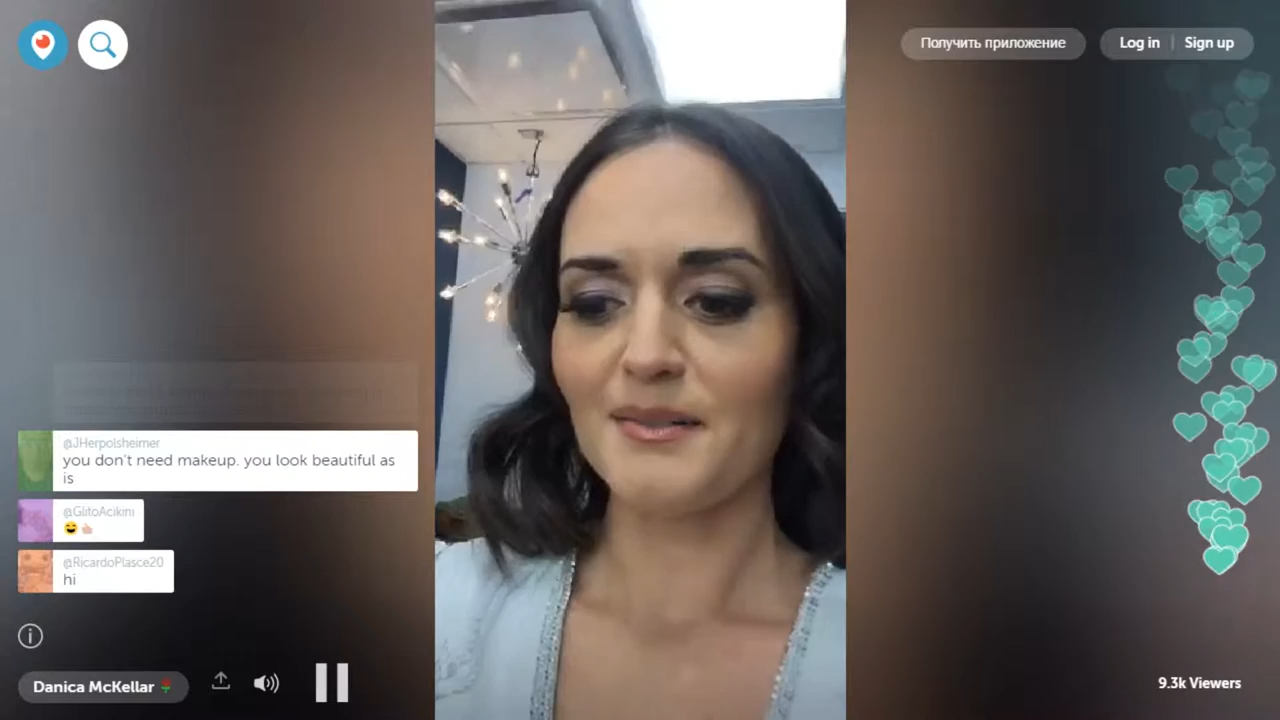 Получить приложение
Log in
Sign up
@JHerpolsheimer
you don't need makeup. you look beautiful as
is
@GlitoAcikini
@RicardoPlasce20
hi
Danica McKellar
9.3k Viewers